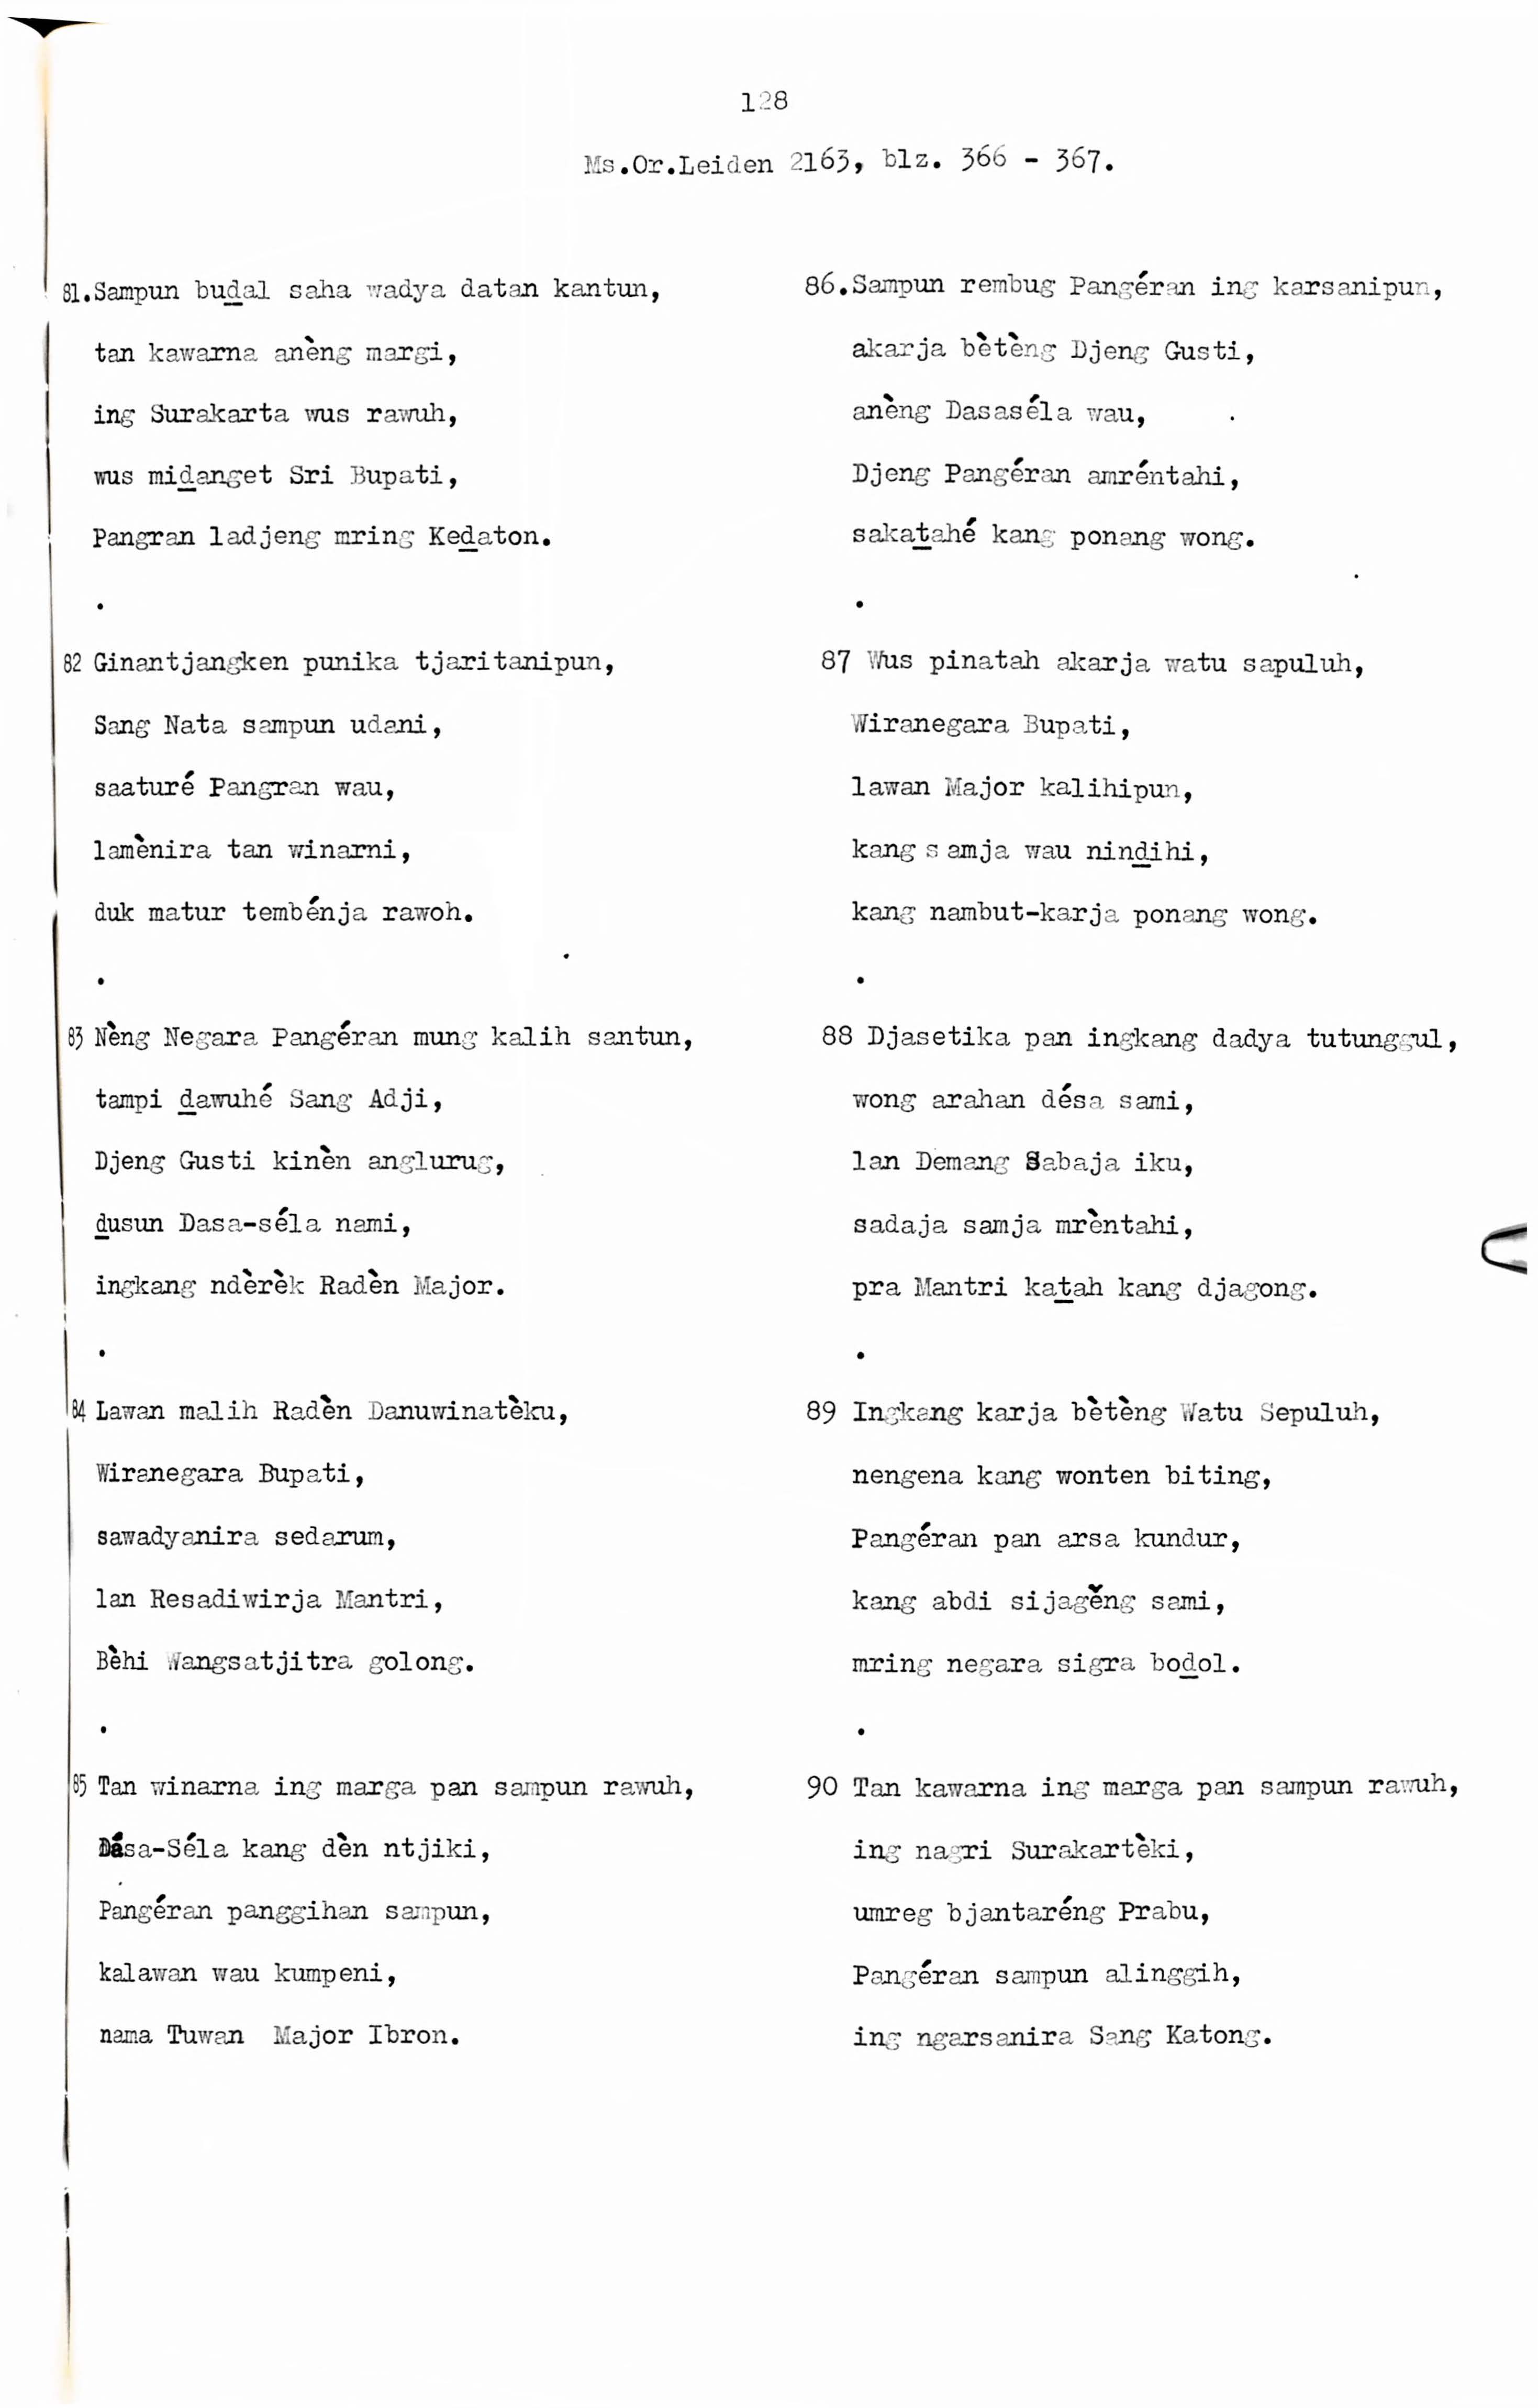 128
Ms.Or.Leiden 2163, blz. 366 - 367.
81.Sampun buḏal saha wadya datan kantun,
tan kawarna anèng margi,
ing Surakarta wus rawuh,
wus miḏanget Sri Bupati,
Pangran ladjeng mring Keḏaton.
.
82 Ginantjangken punika tjaritanipun,
Sang Nata sampun udani,
saaturé Pangran wau,
lamènira tan winarni,
duk matur tembénja rawoh.
.
83 Nèng Negara Pangéran mung kalih santun,
tampi ḏawuhé Sang Adji,
Djeng Gusti kinèn anglurug,
ḏusun Dasa-séla nami,
ingkang ndèrèk Radèn Major.
.
84 Lawan malih Radèn Danuwinatèku,
Wiranegara Bupati,
sawadyanira sedarum,
lan Resadiwirja Mantri,
Bèhi Wangsatjitra golong.
.
85 Tan winarna ing marga pan sampun rawuh,
Dasa-Séla kang dèn ntjiki,
Pangéran panggihan sampun,
kalawan wau kumpeni,
nama Tuwan Major Ibron.
86.Sampun rembug Pangéran ing karsanipun,
akarja bètèng Djeng Gusti,
anèng Dasaséla wau,
Djeng Pangéran amréntahi,
sakaṯahé kang ponang wong.
.
87 Wus pinatah akarja watu sapuluh,
Wiranegara Bupati,
lawan Major kalihipun,
kang samja wau ninḏihi,
kang nambut-karja ponang wong.
.
88 Djasetika pan ingkang dadya tutunggul,
wong arahan désa sami,
lan Demang Sabaja iku,
sadaja samja mrèntahi,
pra Mantri kaṯah kang djagong.
.
89 Ingkang karja bètèng Watu Sepuluh,
nengena kang wonten biting,
Pangéran pan arsa kundur,
kang abdi sijagĕng sami,
mring negara sigra boḏol.
.
90 Tan kawarna ing marga pan sampun rawuh,
ing nagri Surakartèki,
umreg bjantaréng Prabu,
Pangéran sampun alinggih,
ing ngarsanira Sang Katong.